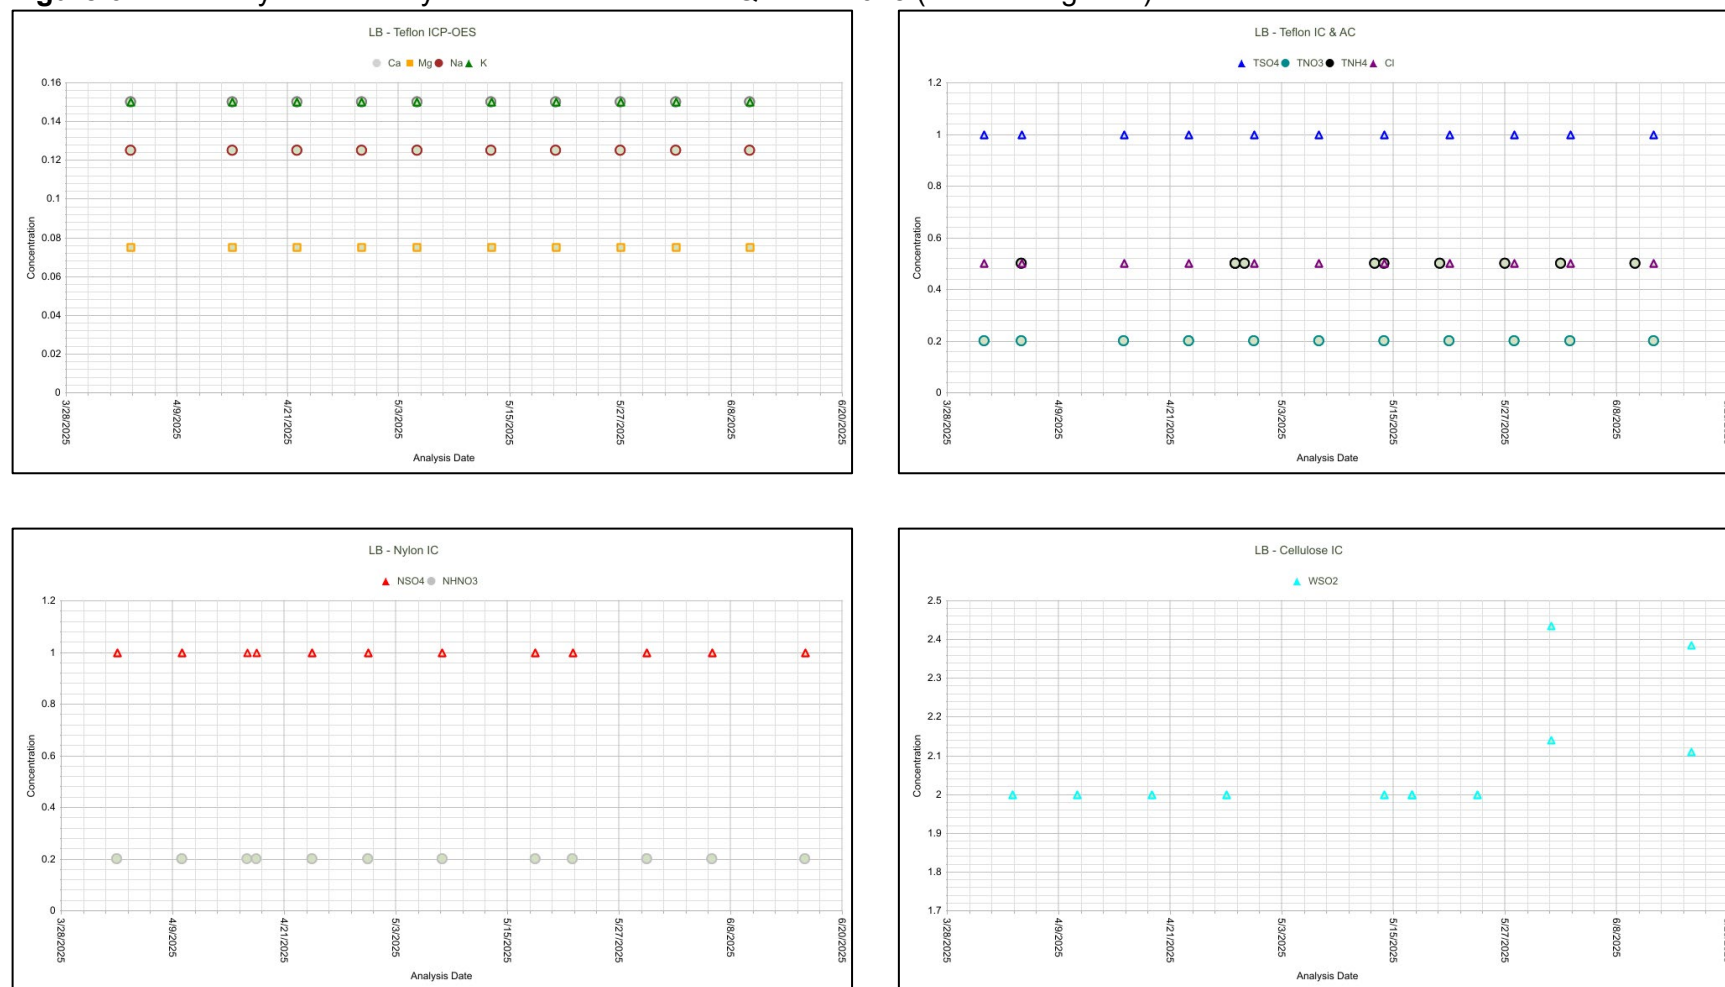 LB - Teflon ICP-OES
Ca Mg Na K
0.16
0.14
0.12
0.1
0.08
0.06
0.04
0.02
0
Concentration
3/28/2025 4/9/2025 4/21/2025 5/3/2025 5/15/2025 5/27/2025 6/8/2025 6/20/2025
Analysis Date
LB - Teflon IC & AC
TSO4 TNO3 TNH4 Cl
1.2
1
0.8
0.6
0.4
0.2
0
Concentration
3/28/2025 4/9/2025 4/21/2025 5/3/2025 5/15/2025 5/27/2025 6/8/2025
Analysis Date
LB - Nylon IC
NSO4 NHNO3
1.2
1
0.8
0.6
0.4
0.2
0
Concentration
3/28/2025 4/9/2025 4/21/2025 5/3/2025 5/15/2025 5/27/2025 6/8/2025 6/20/2025
Analysis Date
LB - Cellulose IC
WSO2
2.5
2.4
2.3
2.2
2.1
2
1.9
1.8
1.7
Concentration
3/28/2025 4/9/2025 4/21/2025 5/3/2025 5/15/2025 5/27/2025 6/8/2025
Analysis Date